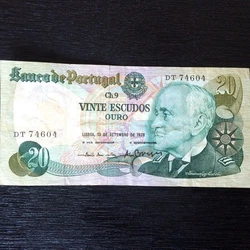 Banco de Portugal
20
Ch.9
DT 74604
VINTE ESCUDOS
OURO
DT 74604
LISBOA, 13 DE SETEMBRO DE 1978
20